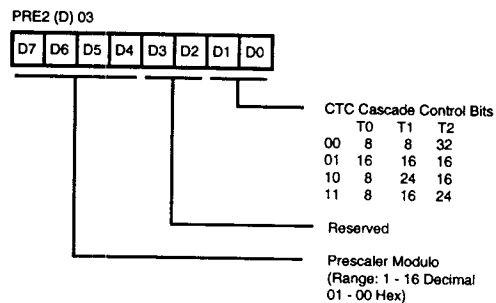 PRE2 (D) 03
D7 D6 D5 D4 D3 D2 D1 D0
CTC Cascade Control Bits
T0 T1 T2
00 8 8 32
01 16 16 16
10 8 24 16
11 8 16 24
Reserved
Prescaler Modulo
(Range: 1 - 16 Decimal
01 - 00 Hex)